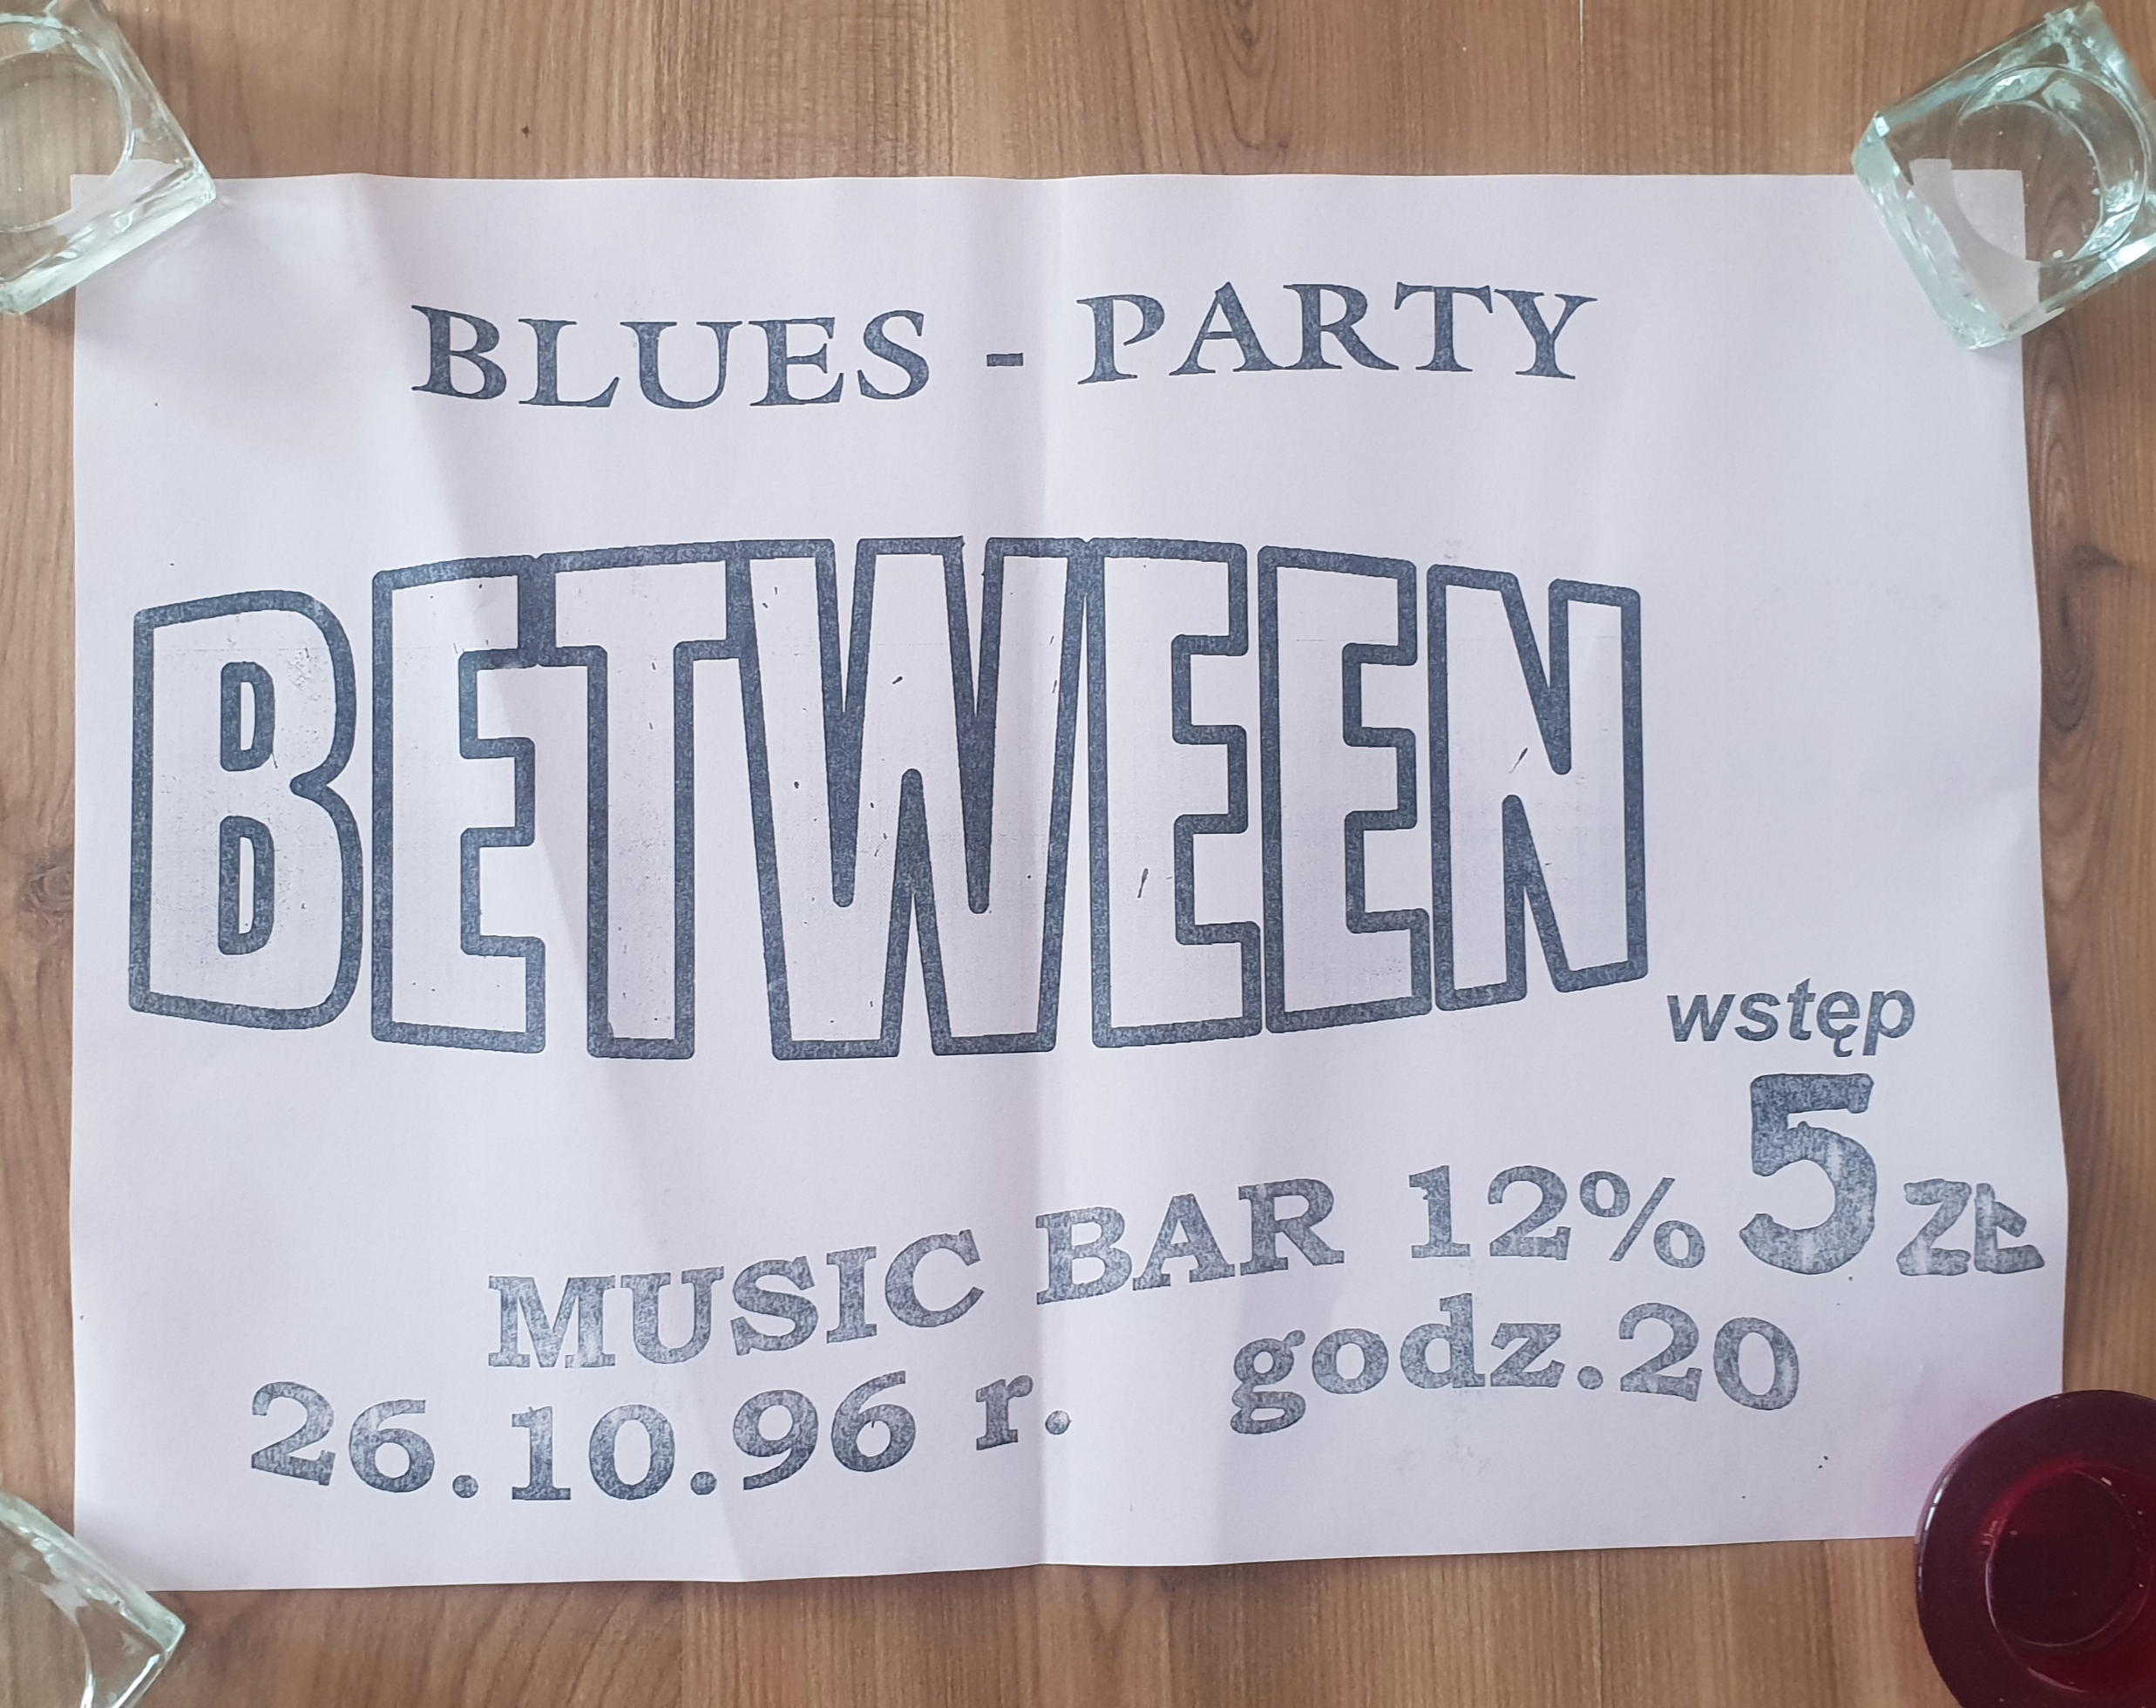 BLUES - PARTY
BETWEEN
wstęp
5 ZŁ
MUSIC BAR 12%
26.10.96 r. godz.20